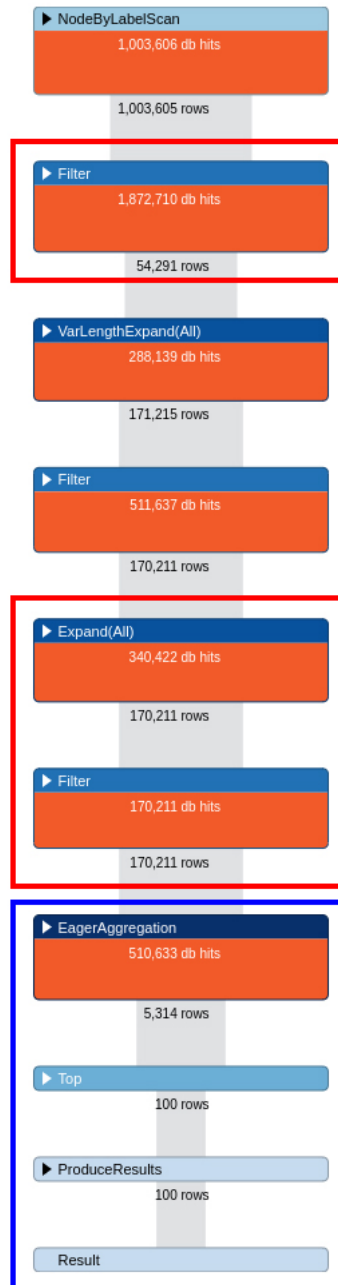 NodeByLabelScan
1,003,606 db hits
1,003,605 rows
Filter
1,872,710 db hits
54,291 rows
VarLengthExpand(All)
288,139 db hits
171,215 rows
Filter
511,637 db hits
170,211 rows
Expand(All)
340,422 db hits
170,211 rows
Filter
170,211 db hits
170,211 rows
EagerAggregation
510,633 db hits
5,314 rows
Top
100 rows
ProduceResults
100 rows
Result